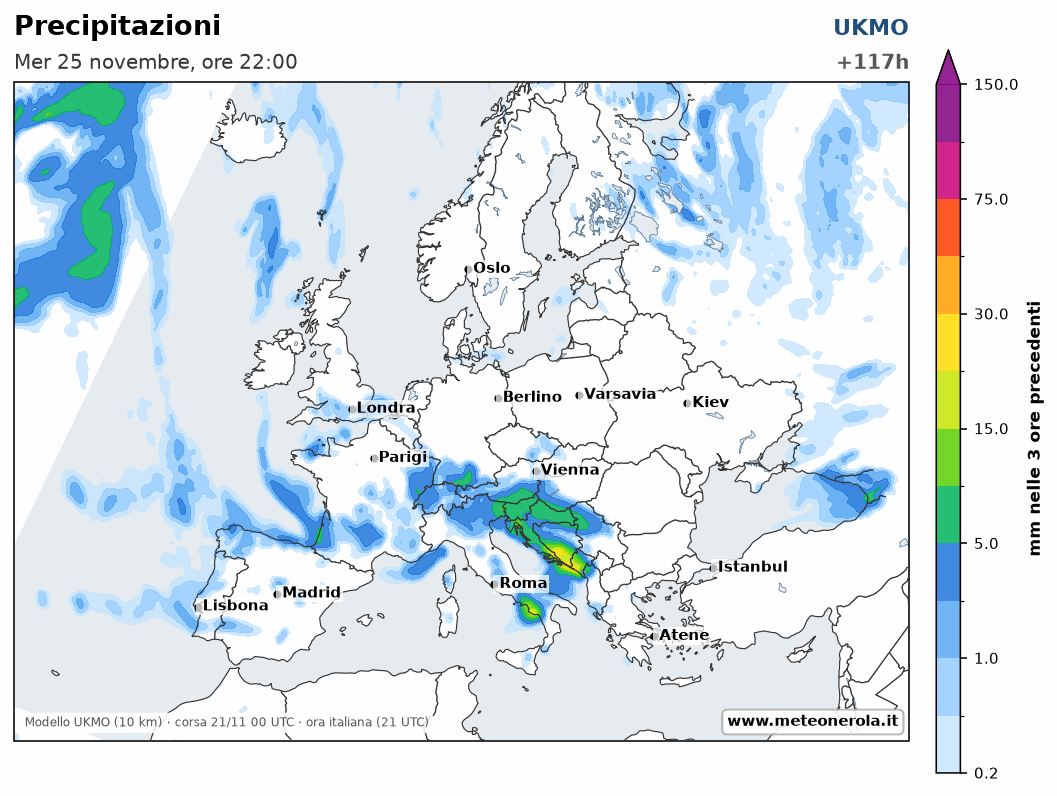 Precipitazioni
UKMO
Mer 25 novembre, ore 22:00
+117h
150.0
75.0
30.0
15.0
5.0
1.0
0.2
mm nelle 3 ore precedenti
Oslo
Berlino
Varsavia
Kiev
Londra
Parigi
Vienna
Istanbul
Roma
Madrid
Lisbona
Atene
Modello UKMO (10 km) · corsa 21/11 00 UTC · ora italiana (21 UTC)
www.meteonerola.it